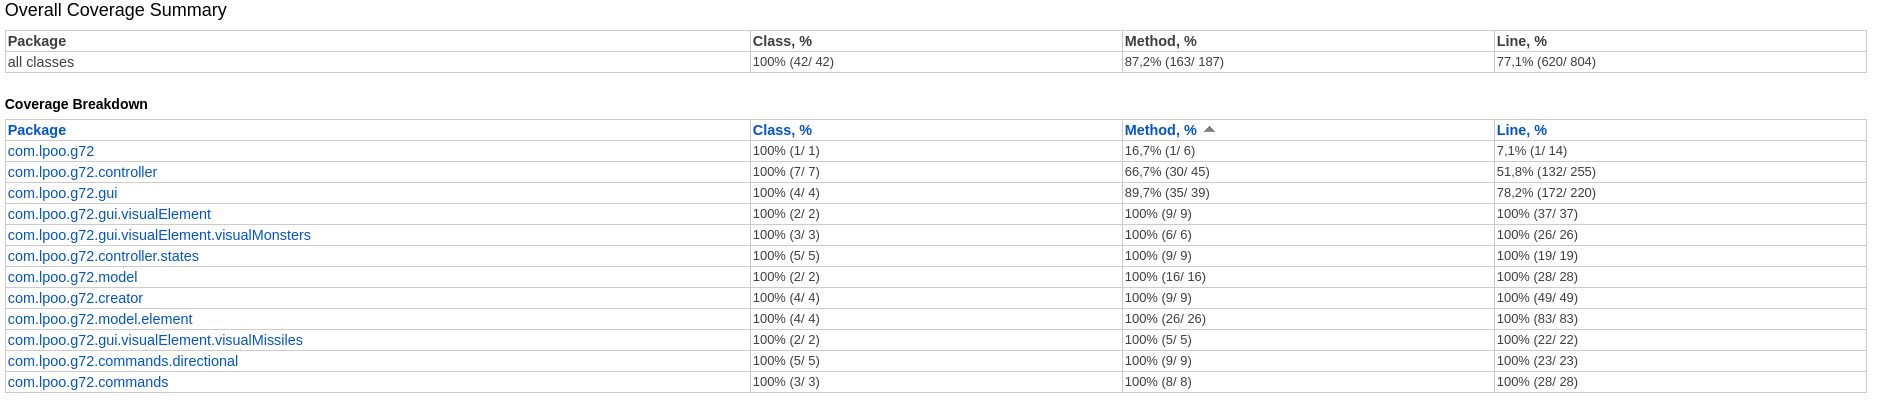 Overall Coverage Summary
Package Class, % Method, % Line, %
all classes 100% (42/ 42) 87,2% (163/ 187) 77,1% (620/ 804)
Coverage Breakdown
Package Class, % Method, % Line, %
com.lpoo.g72 100% (1/ 1) 16,7% (1/ 6) 7,1% (1/ 14)
com.lpoo.g72.controller 100% (7/ 7) 66,7% (30/ 45) 51,8% (132/ 255)
com.lpoo.g72.gui 100% (4/ 4) 89,7% (35/ 39) 78,2% (172/ 220)
com.lpoo.g72.gui.visualElement 100% (2/ 2) 100% (9/ 9) 100% (37/ 37)
com.lpoo.g72.gui.visualElement.visualMonsters 100% (3/ 3) 100% (6/ 6) 100% (26/ 26)
com.lpoo.g72.controller.states 100% (5/ 5) 100% (9/ 9) 100% (19/ 19)
com.lpoo.g72.model 100% (2/ 2) 100% (16/ 16) 100% (28/ 28)
com.lpoo.g72.creator 100% (4/ 4) 100% (9/ 9) 100% (49/ 49)
com.lpoo.g72.model.element 100% (4/ 4) 100% (26/ 26) 100% (83/ 83)
com.lpoo.g72.gui.visualElement.visualMissiles 100% (2/ 2) 100% (5/ 5) 100% (22/ 22)
com.lpoo.g72.commands.directional 100% (5/ 5) 100% (9/ 9) 100% (23/ 23)
com.lpoo.g72.commands 100% (3/ 3) 100% (8/ 8) 100% (28/ 28)